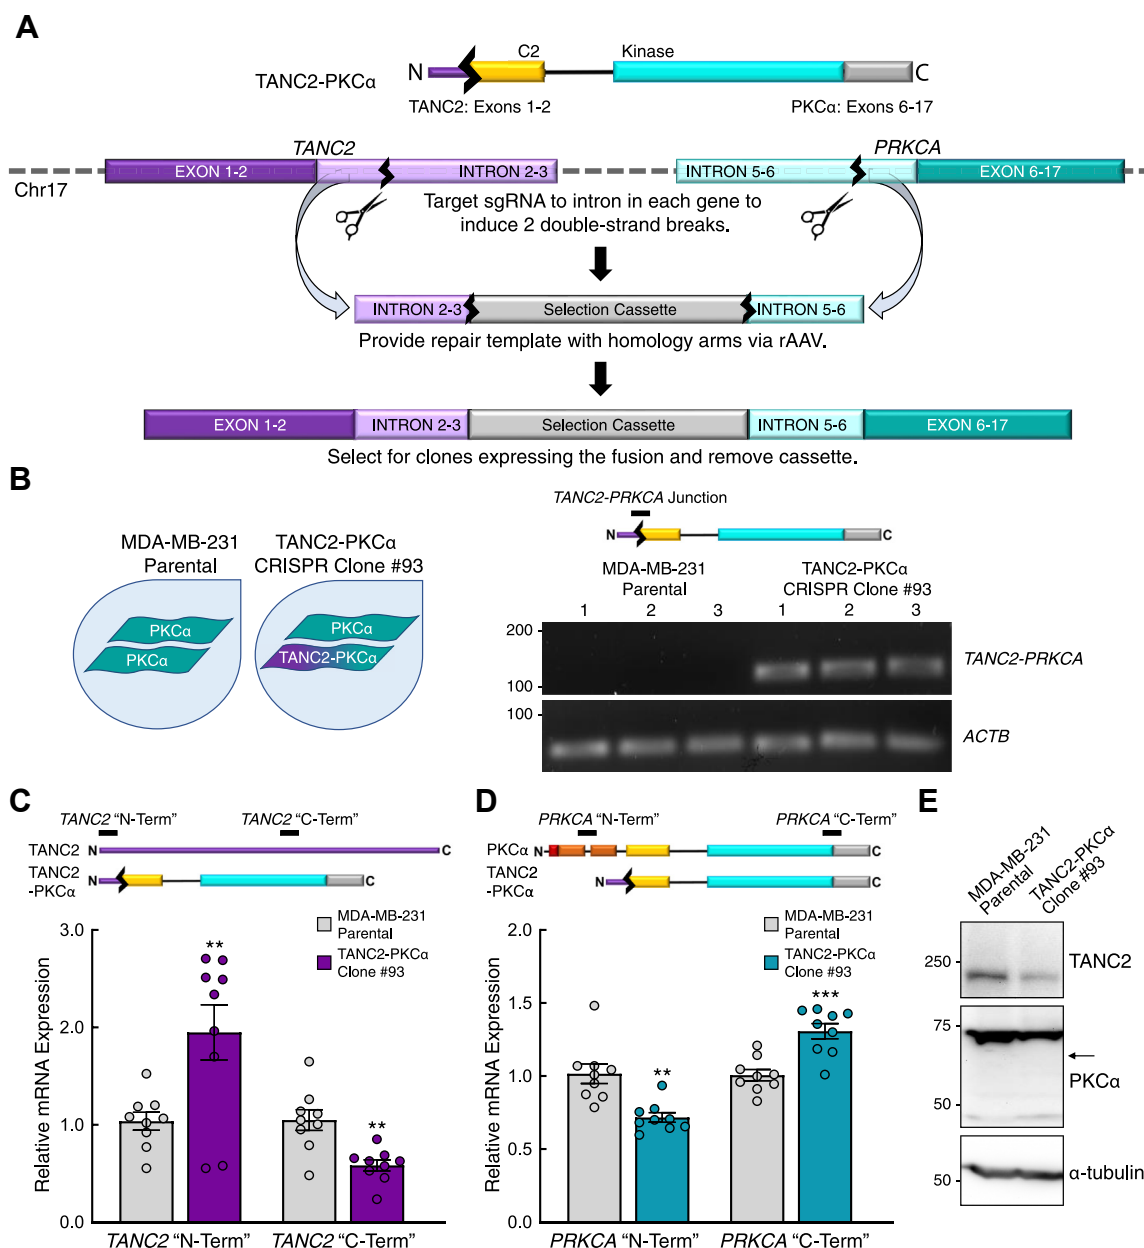 A
C2
Kinase
TANC2-PKCα
N
C
TANC2: Exons 1-2
PKCα: Exons 6-17
TANC2
PRKCA
EXON 1-2
INTRON 2-3
INTRON 5-6
EXON 6-17
Chr17
Target sgRNA to intron in each gene to
induce 2 double-strand breaks.
INTRON 2-3
Selection Cassette
INTRON 5-6
Provide repair template with homology arms via rAAV.
EXON 1-2
INTRON 2-3
Selection Cassette
INTRON 5-6
EXON 6-17
Select for clones expressing the fusion and remove cassette.
B
MDA-MB-231
Parental
TANC2-PKCα
CRISPR Clone #93
PKCα
PKCα
PKCα
TANC2-PKCα
TANC2-PRKCA Junction
N
C
MDA-MB-231
Parental
TANC2-PKCα
CRISPR Clone #93
1 2 3 1 2 3
200
100
TANC2-PRKCA
100
ACTB
C
TANC2 "N-Term"
TANC2 "C-Term"
TANC2
N
C
TANC2
-PKCα
N
C
MDA-MB-231
Parental
TANC2-PKCα
Clone #93
Relative mRNA Expression
3.0
2.0
1.0
0.0
**
**
TANC2 "N-Term"
TANC2 "C-Term"
D
PRKCA "N-Term"
PRKCA "C-Term"
PKCα
N
C
TANC2
-PKCα
N
C
MDA-MB-231
Parental
TANC2-PKCα
Clone #93
Relative mRNA Expression
2.0
1.5
1.0
0.5
0.0
**
***
PRKCA "N-Term"
PRKCA "C-Term"
E
MDA-MB-231
Parental
TANC2-PKCα
Clone #93
250
TANC2
75
PKCα
50
50
α-tubulin